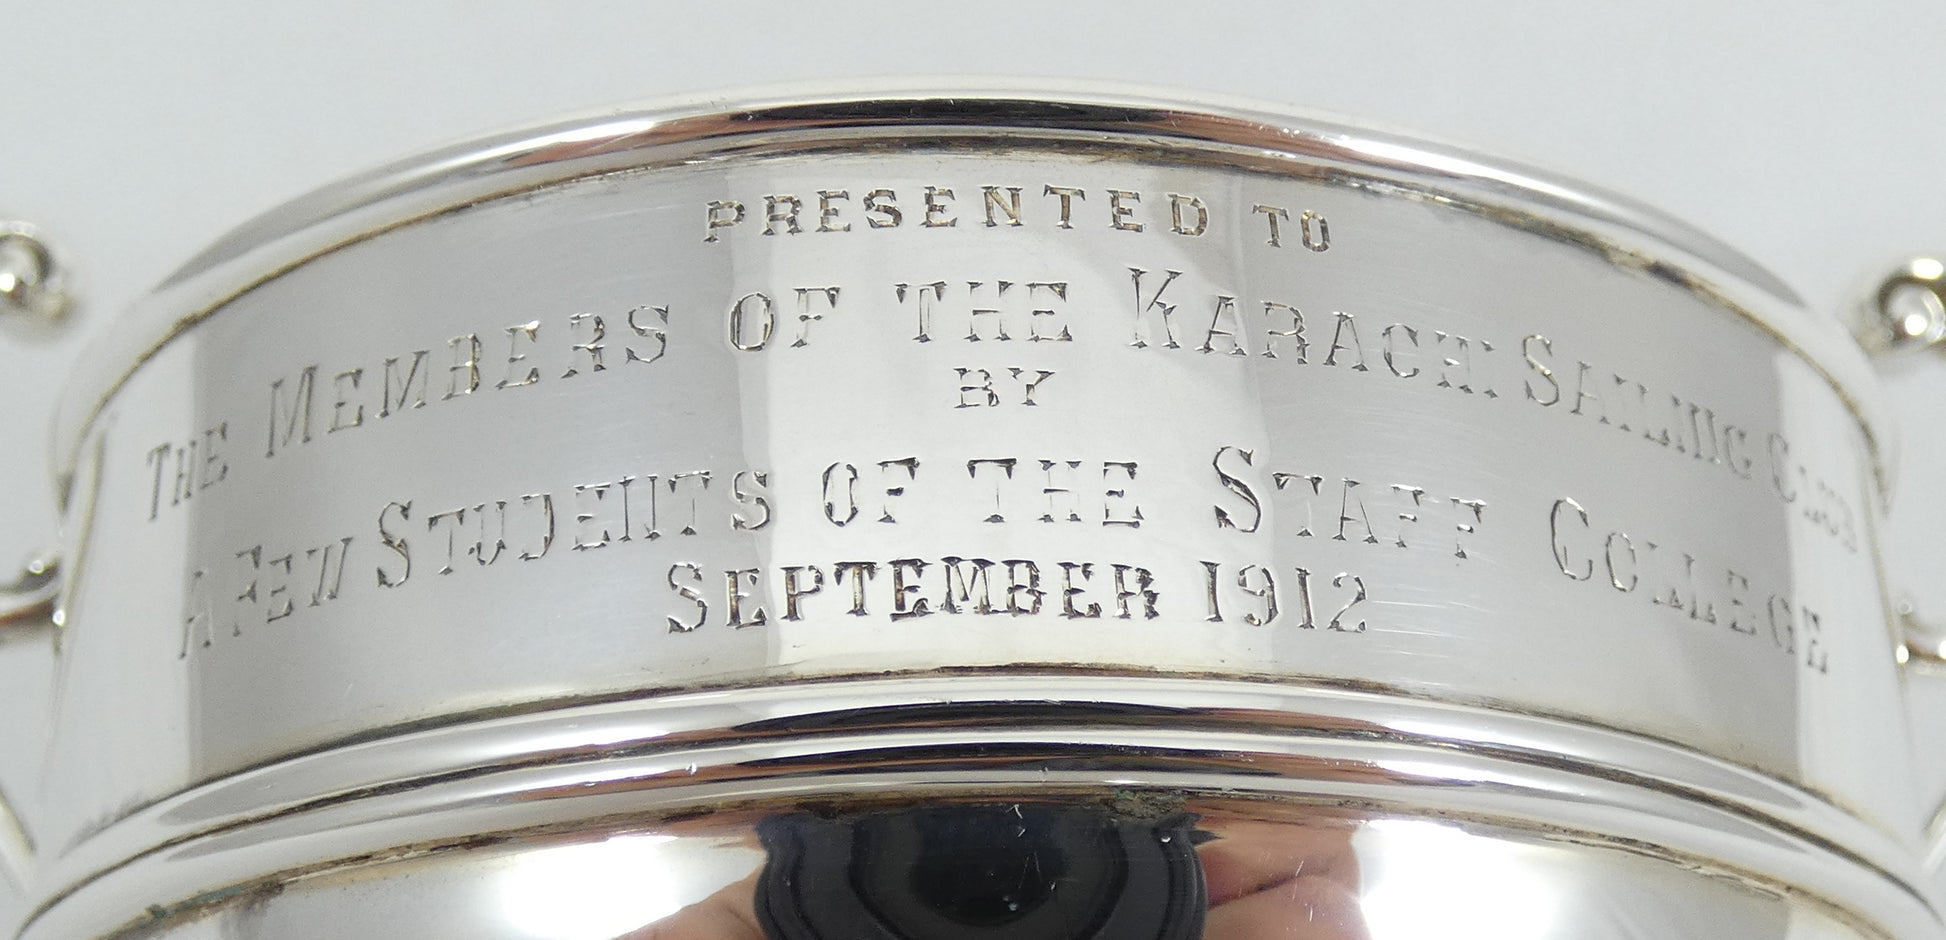 PRESENTED TO
THE MEMBERS OF THE KARACHI SAILING CLUB
BY
A FEW STUDENTS OF THE STAFF COLLEGE
SEPTEMBER 1912